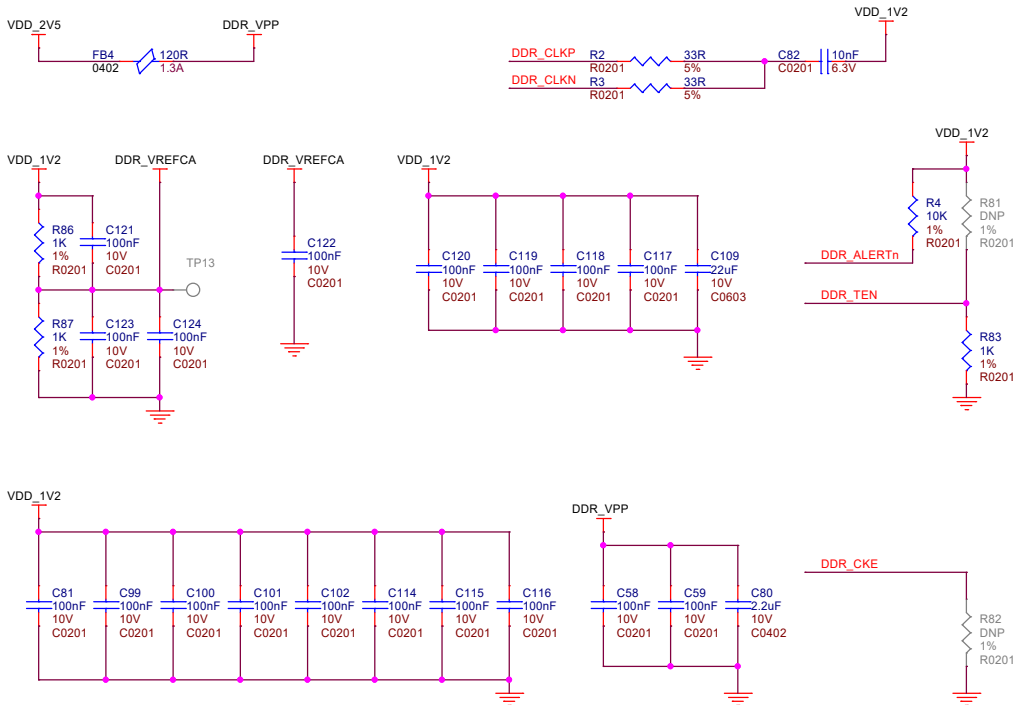 VDD_2V5
DDR_VPP
FB4
0402
120R
1.3A
VDD_1V2
DDR_CLKP
DDR_CLKN
R2
R0201
33R
5%
R3
R0201
33R
5%
C82
C0201
10nF
6.3V
VDD_1V2
DDR_VREFCA
R86
1K
1%
R0201
C121
100nF
10V
C0201
TP13
R87
1K
1%
R0201
C123
100nF
10V
C0201
C124
100nF
10V
C0201
DDR_VREFCA
C122
100nF
10V
C0201
VDD_1V2
C120
100nF
10V
C0201
C119
100nF
10V
C0201
C118
100nF
10V
C0201
C117
100nF
10V
C0201
C109
22uF
10V
C0603
VDD_1V2
R4
10K
1%
R0201
R81
DNP
1%
R0201
DDR_ALERTn
DDR_TEN
R83
1K
1%
R0201
VDD_1V2
C81
100nF
10V
C0201
C99
100nF
10V
C0201
C100
100nF
10V
C0201
C101
100nF
10V
C0201
C102
100nF
10V
C0201
C114
100nF
10V
C0201
C115
100nF
10V
C0201
C116
100nF
10V
C0201
DDR_VPP
C58
100nF
10V
C0201
C59
100nF
10V
C0201
C80
2.2uF
10V
C0402
DDR_CKE
R82
DNP
1%
R0201